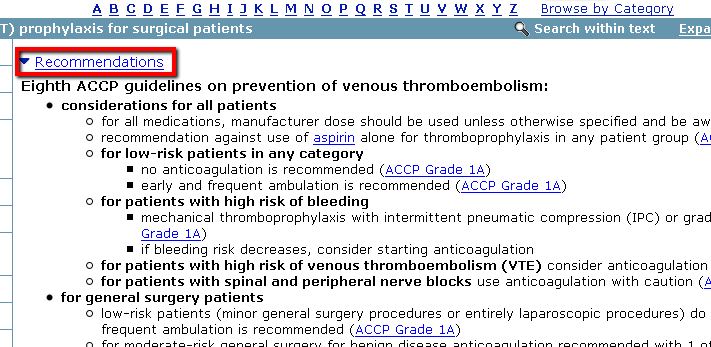 A B C D E F G H I J K L M N O P Q R S T U V W X Y Z Browse by Category
T) prophylaxis for surgical patients Search within text Expa
Recommendations
Eighth ACCP guidelines on prevention of venous thromboembolism:
considerations for all patients
for all medications, manufacturer dose should be used unless otherwise specified and be aw
recommendation against use of aspirin alone for thromboprophylaxis in any patient group (A
for low-risk patients in any category
no anticoagulation is recommended (ACCP Grade 1A)
early and frequent ambulation is recommended (ACCP Grade 1A)
for patients with high risk of bleeding
mechanical thromboprophylaxis with intermittent pneumatic compression (IPC) or grad
Grade 1A)
if bleeding risk decreases, consider starting anticoagulation
for patients with high risk of venous thromboembolism (VTE) consider anticoagulation
for patients with spinal and peripheral nerve blocks use anticoagulation with caution (A
for general surgery patients
low-risk patients (minor general surgery procedures or entirely laparoscopic procedures) do
frequent ambulation is recommended (ACCP Grade 1A)
for moderate-risk general surgery for benign disease anticoagulation recommended with 1 of